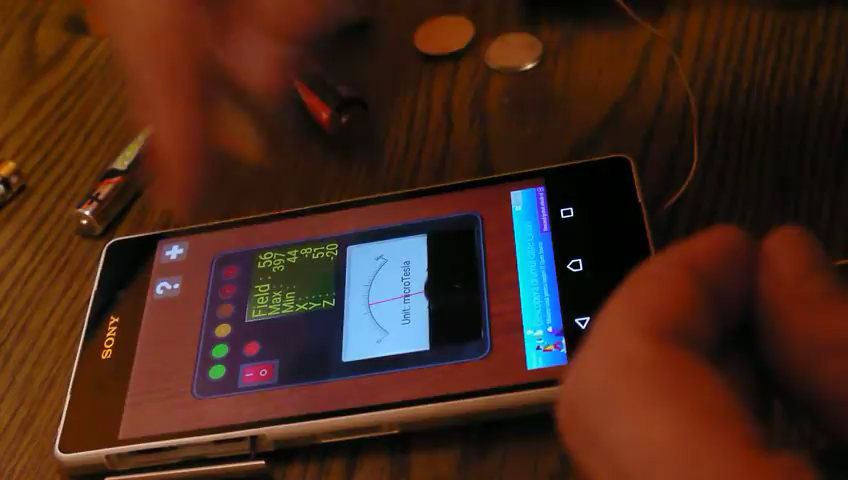 SONY
+
?
Field : 56
Max : 397
Min : 44
X : -8
Y : 51
Z : -20
I O
Unit. microTesla